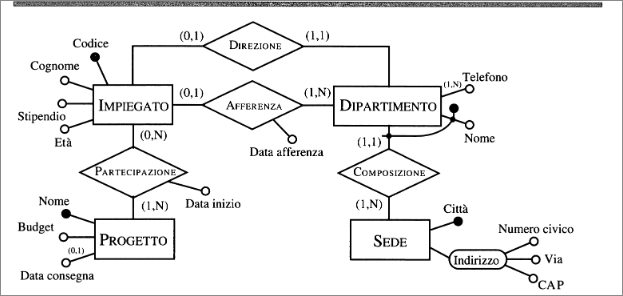 (0,1) DIREZIONE (1,1)
Codice
Cognome
Stipendio
Età
IMPIEGATO
(0,1) AFFERENZA (1,N)
Data afferenza
DIPARTIMENTO
(1,N) Telefono
Nome
(0,N)
PARTECIPAZIONE
Data inizio
(1,N)
(1,1)
COMPOSIZIONE
(1,N)
Nome
Budget
(0,1)
Data consegna
PROGETTO
SEDE
Città
Indirizzo
Numero civico
Via
CAP